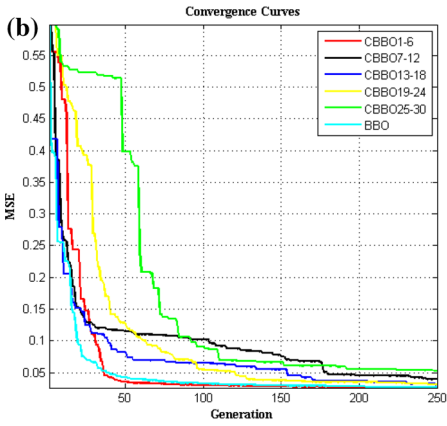 (b)
Convergence Curves
CBBO1-6
CBBO7-12
CBBO13-18
CBBO19-24
CBBO25-30
BBO
0.55
0.5
0.45
0.4
0.35
0.3
0.25
0.2
0.15
0.1
0.05
MSE
50 100 150 200 250
Generation